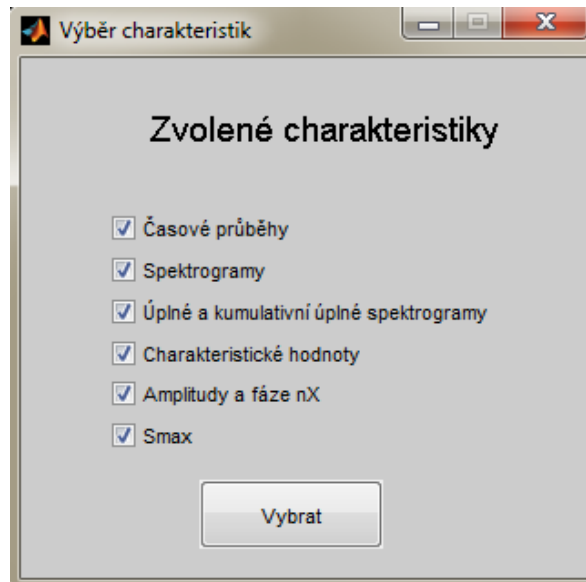 Výběr charakteristik
Zvolené charakteristiky
Časové průběhy
Spektrogramy
Úplné a kumulativní úplné spektrogramy
Charakteristické hodnoty
Amplitudy a fáze nX
Smax
Vybrat